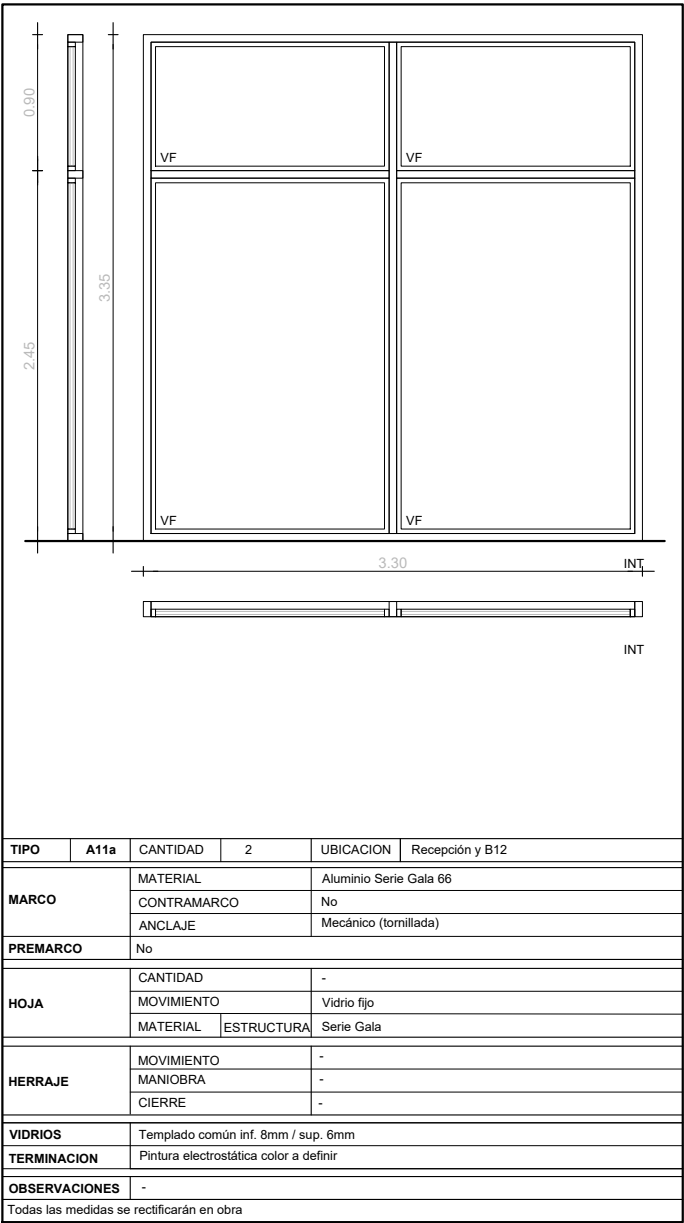 0.90
VF VF
3.35
2.45
VF VF
3.30 INT
INT
TIPO A11a CANTIDAD 2 UBICACION Recepción y B12
MARCO
MATERIAL Aluminio Serie Gala 66
CONTRAMARCO No
ANCLAJE Mecánico (tornillada)
PREMARCO No
HOJA
CANTIDAD -
MOVIMIENTO Vidrio fijo
MATERIAL ESTRUCTURA Serie Gala
HERRAJE
MOVIMIENTO -
MANIOBRA -
CIERRE -
VIDRIOS Templado común inf. 8mm / sup. 6mm
TERMINACION Pintura electrostática color a definir
OBSERVACIONES -
Todas las medidas se rectificarán en obra